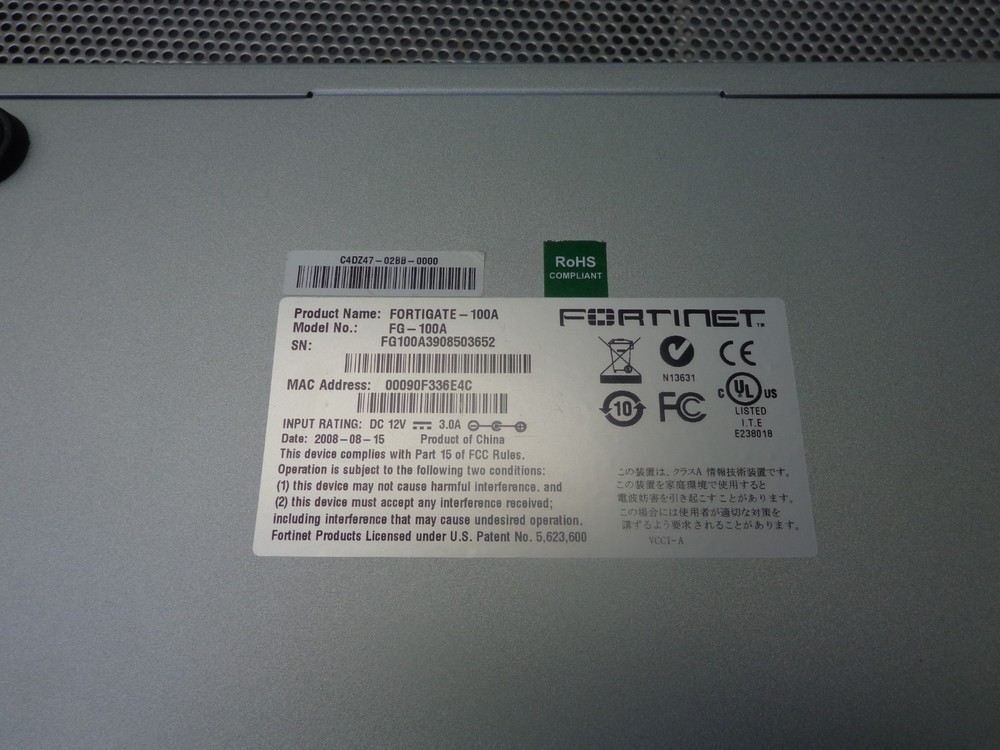 C4DZ47-02BB-0000
RoHS
COMPLIANT
Product Name: FORTIGATE-100A
Model No.: FG-100A
SN: FG100A3908503652
MAC Address: 00090F336E4C
INPUT RATING: DC 12V 3.0A
Date: 2008-08-15 Product of China
This device complies with Part 15 of FCC Rules.
Operation is subject to the following two conditions:
(1) this device may not cause harmful interference, and
(2) this device must accept any interference received;
including interference that may cause undesired operation.
Fortinet Products Licensed under U.S. Patent No. 5,623,600
FORTINET™
N13631
CE
10
FC
C UL US
LISTED
I.T.E
E238018
この装置は、クラスA 情報技術装置です。
この装置を家庭環境で使用すると
電波妨害を引き起こすことがあります。
この場合には使用者が適切な対策を
講ずるよう要求されることがあります。
VCCI-A